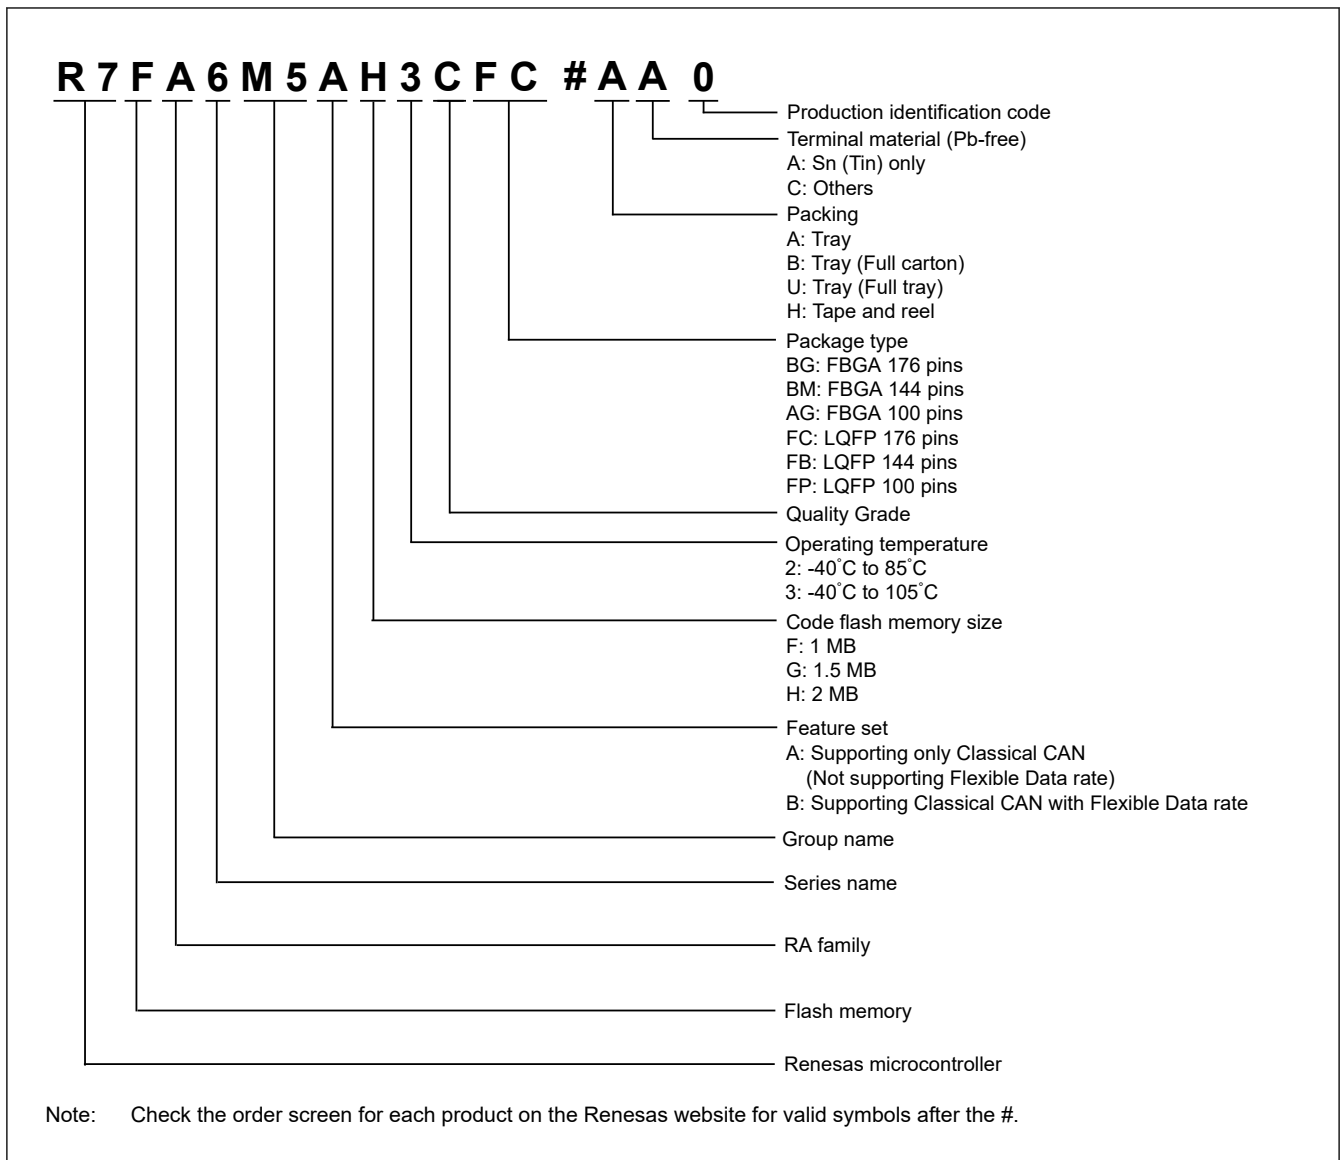 R7FA6M5AH3CFC #AA0
Production identification code
Terminal material (Pb-free)
A: Sn (Tin) only
C: Others
Packing
A: Tray
B: Tray (Full carton)
U: Tray (Full tray)
H: Tape and reel
Package type
BG: FBGA 176 pins
BM: FBGA 144 pins
AG: FBGA 100 pins
FC: LQFP 176 pins
FB: LQFP 144 pins
FP: LQFP 100 pins
Quality Grade
Operating temperature
2: -40°C to 85°C
3: -40°C to 105°C
Code flash memory size
F: 1 MB
G: 1.5 MB
H: 2 MB
Feature set
A: Supporting only Classical CAN
(Not supporting Flexible Data rate)
B: Supporting Classical CAN with Flexible Data rate
Group name
Series name
RA family
Flash memory
Renesas microcontroller
Note: Check the order screen for each product on the Renesas website for valid symbols after the #.